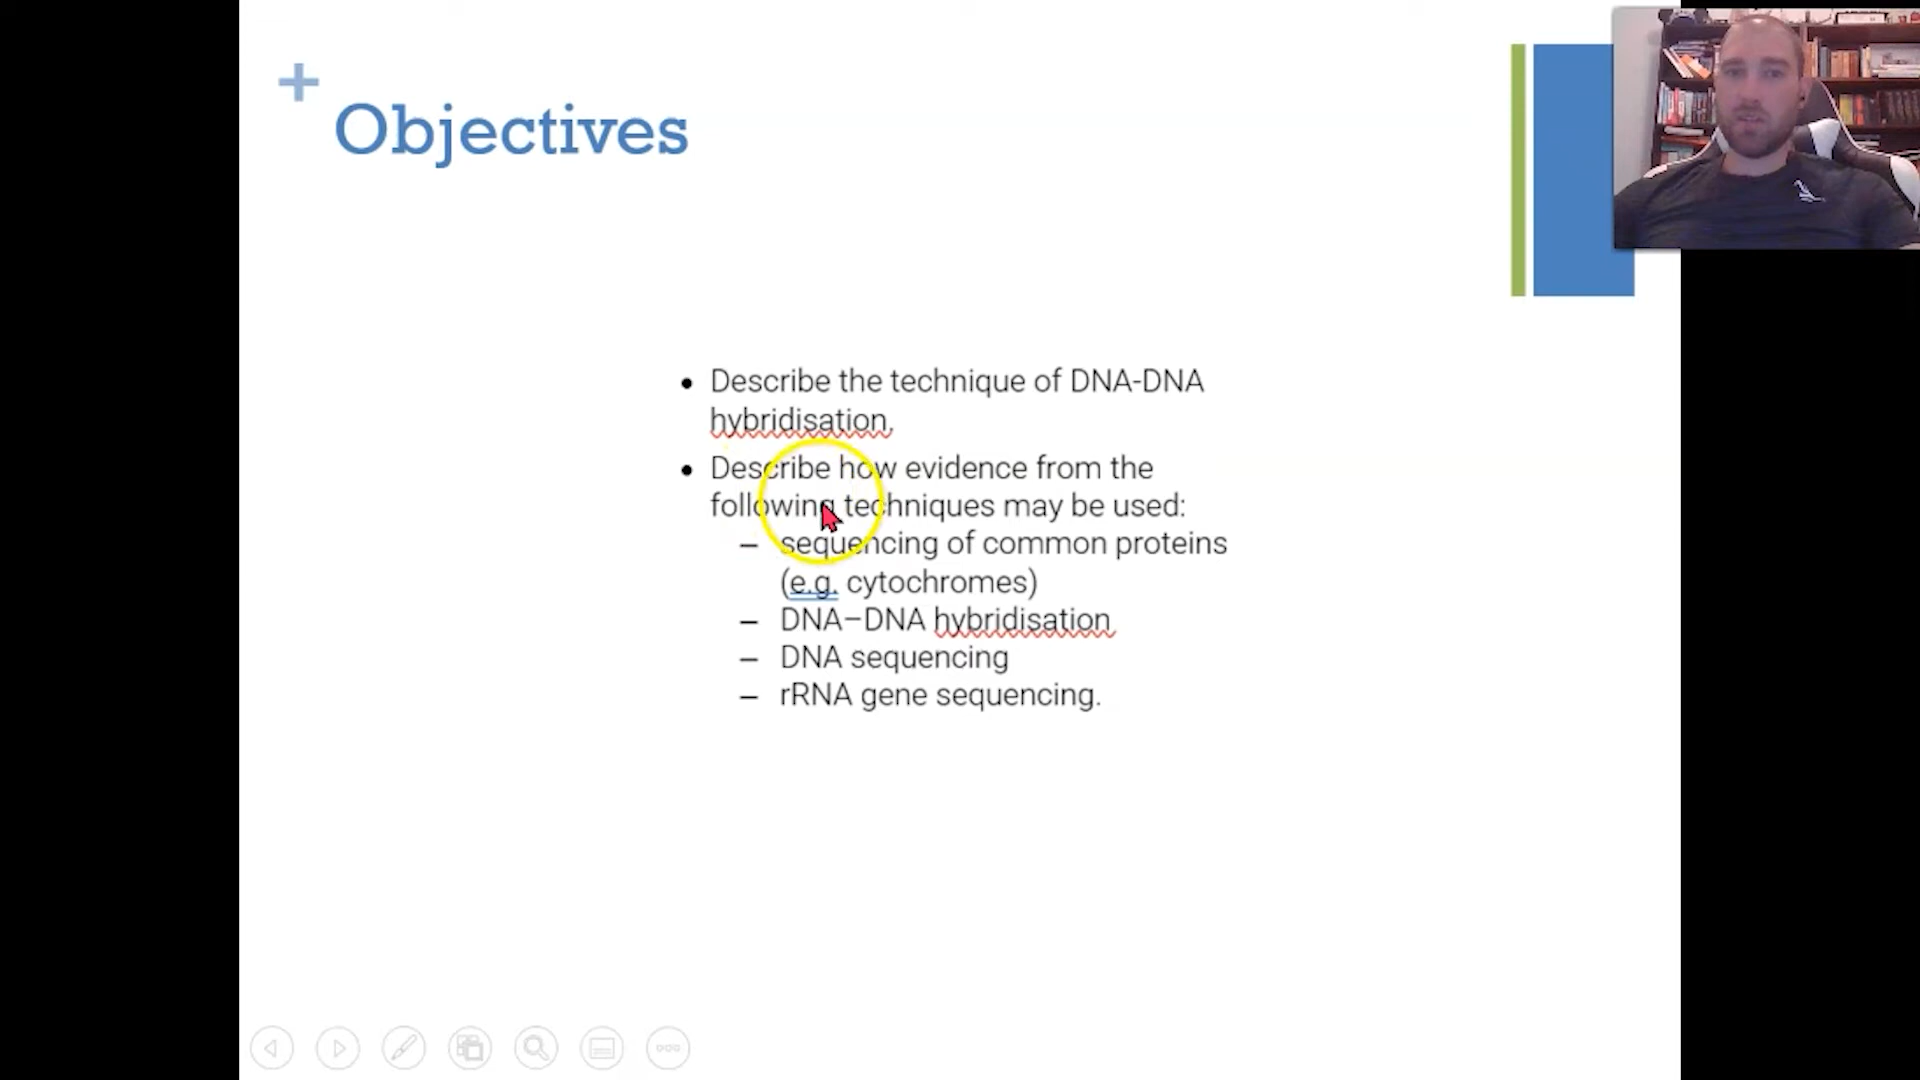 +
Objectives
• Describe the technique of DNA-DNA
hybridisation.
• Describe how evidence from the
following techniques may be used:
– sequencing of common proteins
(e.g. cytochromes)
– DNA–DNA hybridisation
– DNA sequencing
– rRNA gene sequencing.